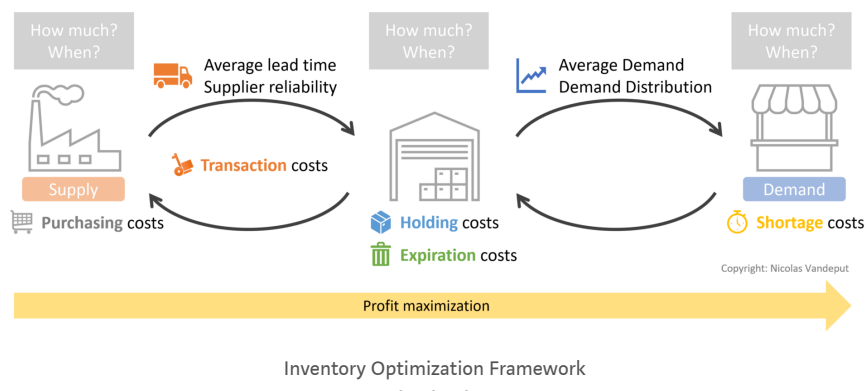 How much?
When?
How much?
When?
How much?
When?
Average lead time
Supplier reliability
Average Demand
Demand Distribution
Transaction costs
Supply
Demand
Purchasing costs
Holding costs
Shortage costs
Expiration costs
Copyright: Nicolas Vandeput
Profit maximization
Inventory Optimization Framework